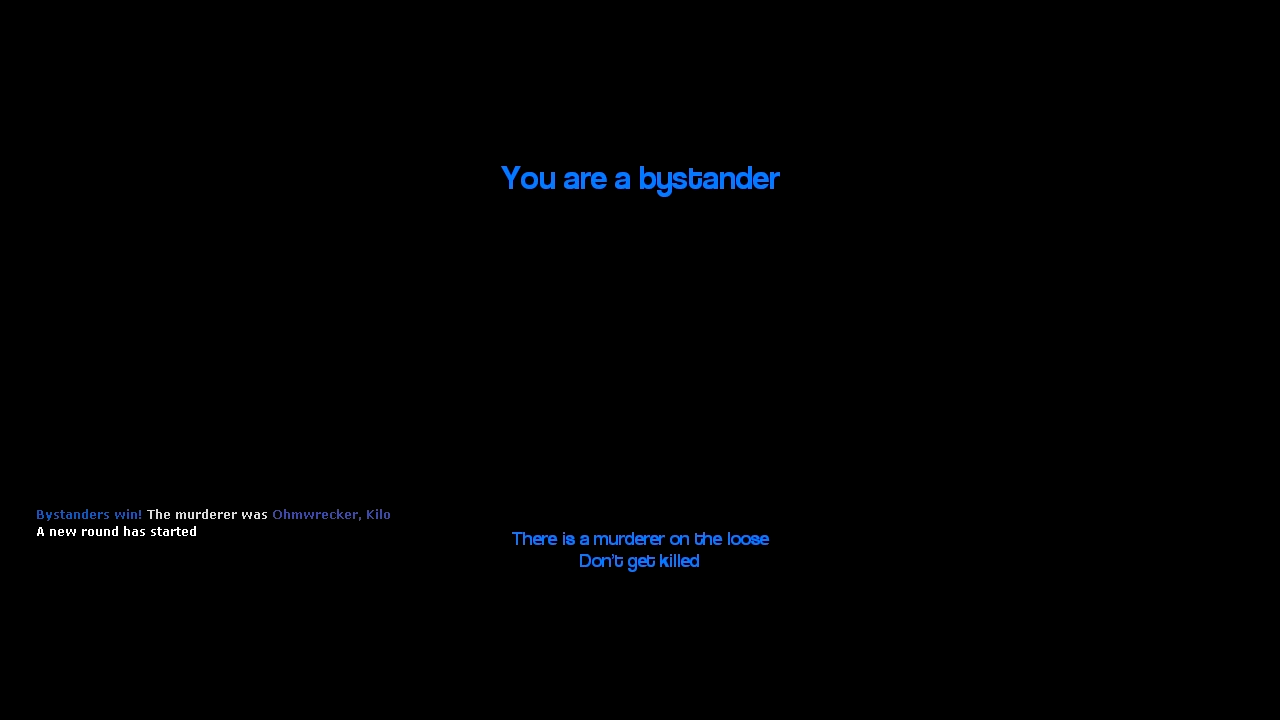 You are a bystander
Bystanders win! The murderer was Ohmwrecker, Kilo
A new round has started
There is a murderer on the loose
Don't get killed